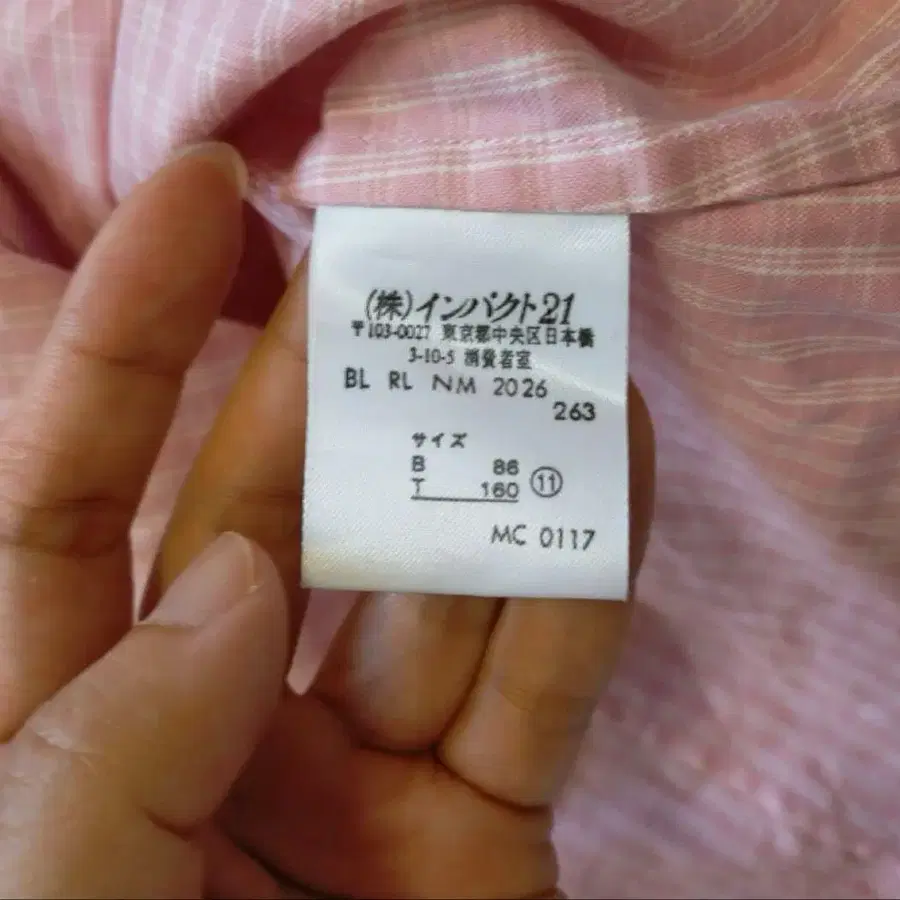 (株)インパクト21
〒103-0027 東京都中央区日本橋
3-10-5 消費者室
BL RL NM 2026
263
サイズ
B 86
T 160 ⑪
MC 0117